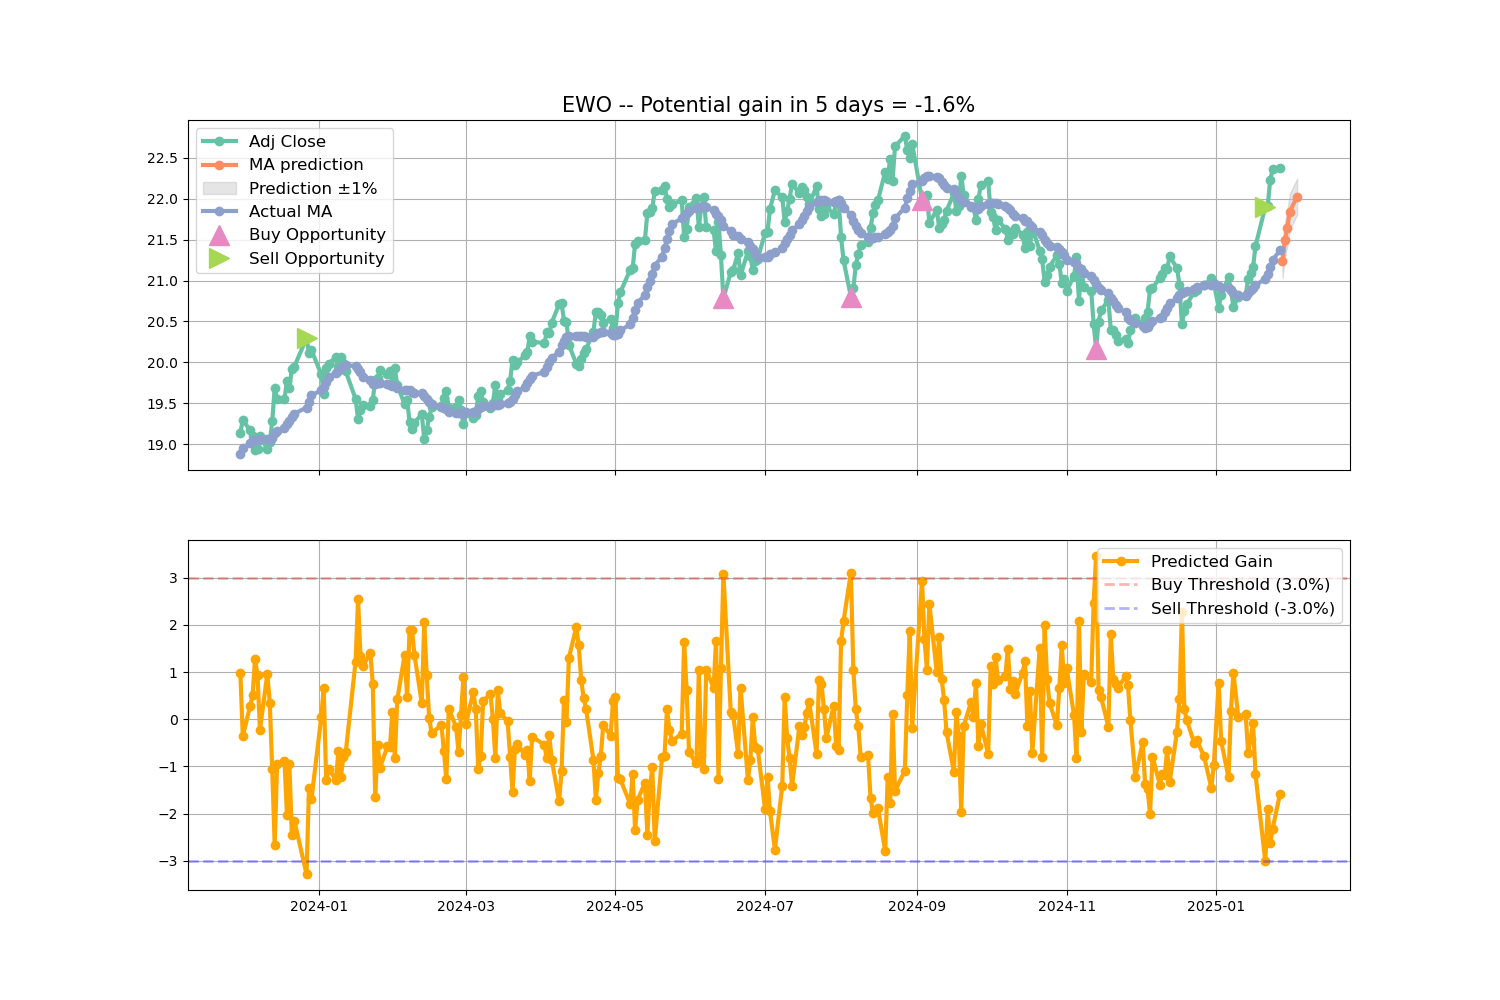 EWO -- Potential gain in 5 days = -1.6%
Adj Close
MA prediction
Prediction ±1%
Actual MA
Buy Opportunity
Sell Opportunity
22.5
22.0
21.5
21.0
20.5
20.0
19.5
19.0
Predicted Gain
Buy Threshold (3.0%)
Sell Threshold (-3.0%)
3
2
1
0
−1
−2
−3
2024-01 2024-03 2024-05 2024-07 2024-09 2024-11 2025-01